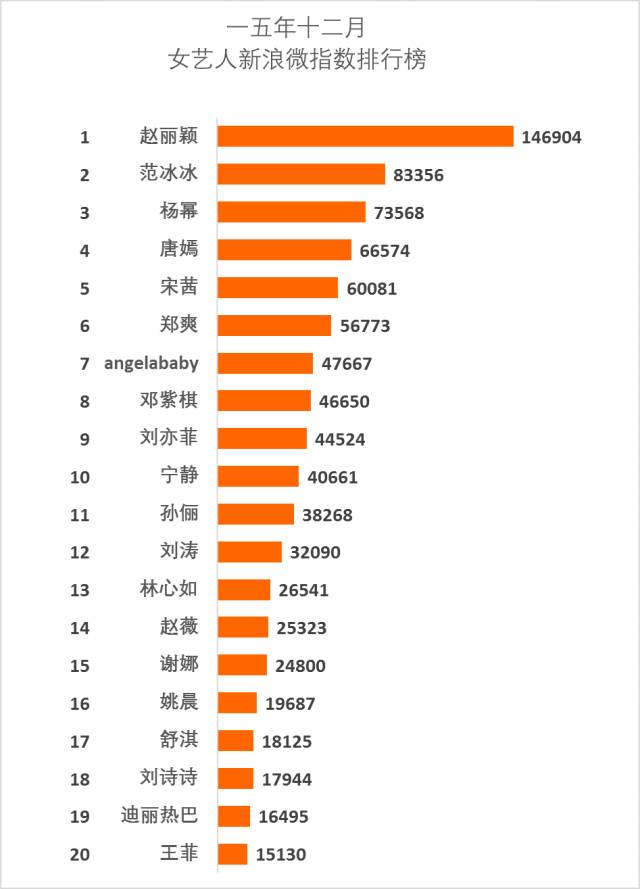 一五年十二月
女艺人新浪微指数排行榜
1 赵丽颖 146904
2 范冰冰 83356
3 杨幂 73568
4 唐嫣 66574
5 宋茜 60081
6 郑爽 56773
7 angelababy 47667
8 邓紫棋 46650
9 刘亦菲 44524
10 宁静 40661
11 孙俪 38268
12 刘涛 32090
13 林心如 26541
14 赵薇 25323
15 谢娜 24800
16 姚晨 19687
17 舒淇 18125
18 刘诗诗 17944
19 迪丽热巴 16495
20 王菲 15130